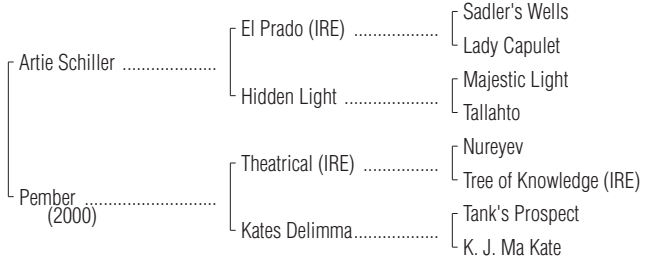 Sadler's Wells
El Prado (IRE) ...................
Lady Capulet
Artie Schiller .....................
Majestic Light
Hidden Light .....................
Tallahto
Nureyev
Theatrical (IRE) .................
Tree of Knowledge (IRE)
Pember .............................
(2000)
Tank's Prospect
Kates Delimma...................
K. J. Ma Kate